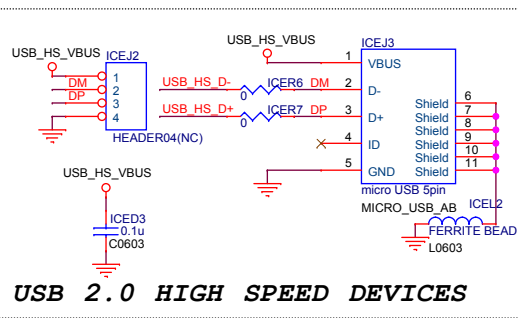 USB_HS_VBUS
ICEJ2
1
DM
2
DP
3
4
HEADER04(NC)
USB_HS_D-
ICER6
DM
0
USB_HS_D+
ICER7
DP
0
USB_HS_VBUS
ICEJ3
1
VBUS
2
D-
3
D+
4
ID
5
GND
Shield
6
Shield
7
Shield
8
Shield
9
Shield
10
Shield
11
micro USB 5pin
MICRO_USB_AB
ICEL2
FERRITE BEAD
L0603
USB_HS_VBUS
ICED3
0.1u
C0603
USB 2.0 HIGH SPEED DEVICES